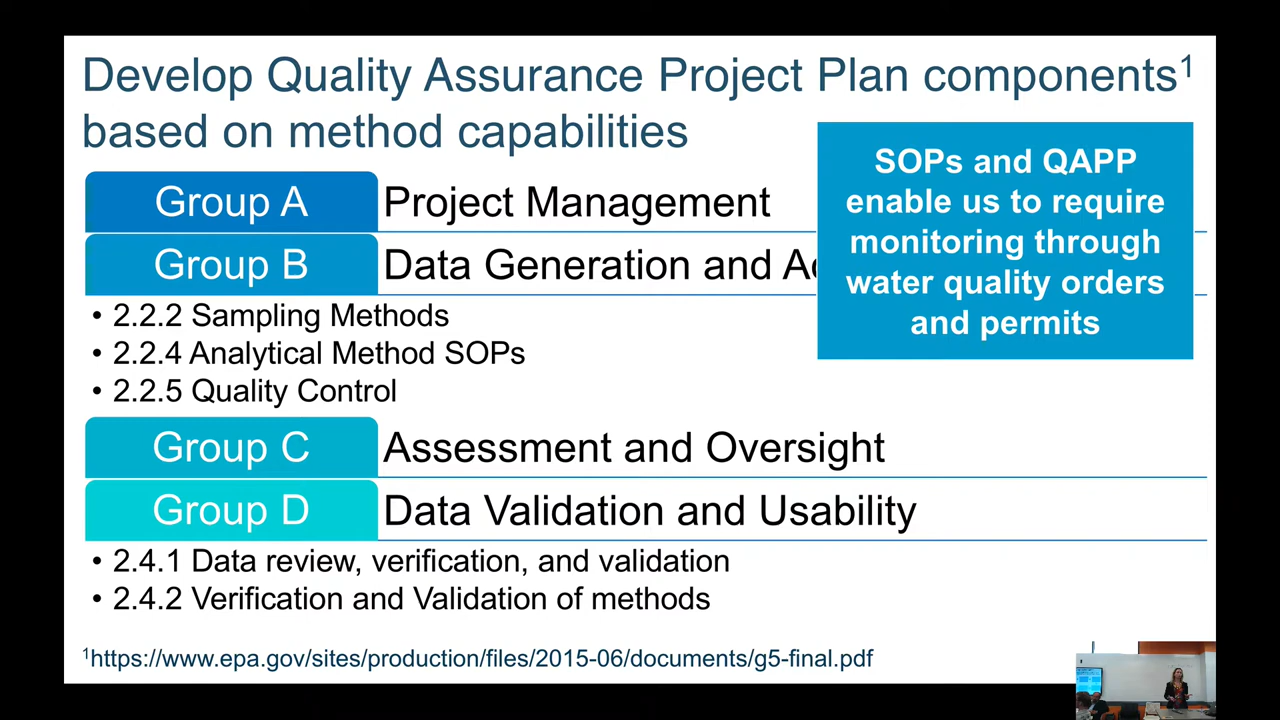 Develop Quality Assurance Project Plan components¹
based on method capabilities
SOPs and QAPP
enable us to require
monitoring through
water quality orders
and permits
Group A Project Management
Group B Data Generation and
• 2.2.2 Sampling Methods
• 2.2.4 Analytical Method SOPs
• 2.2.5 Quality Control
Group C Assessment and Oversight
Group D Data Validation and Usability
• 2.4.1 Data review, verification, and validation
• 2.4.2 Verification and Validation of methods
¹https://www.epa.gov/sites/production/files/2015-06/documents/g5-final.pdf